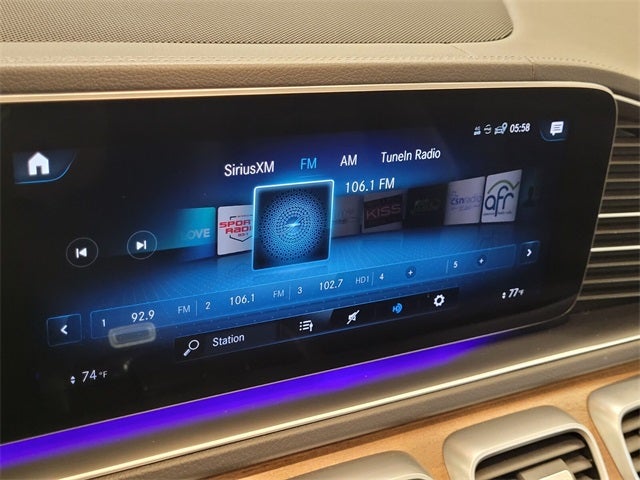 05:58
SiriusXM FM AM TuneIn Radio
106.1 FM
LOVE
SPORTS RADIO
KISS
csnradio
afr
1 92.9 FM 2 106.1 FM 3 102.7 HD1 4 + 5 +
Station
74 °F
77 °F